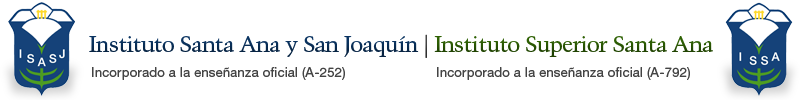 ISASJ
Instituto Santa Ana y San Joaquín | Instituto Superior Santa Ana
Incorporado a la enseñanza oficial (A-252) Incorporado a la enseñanza oficial (A-792)
ISSA